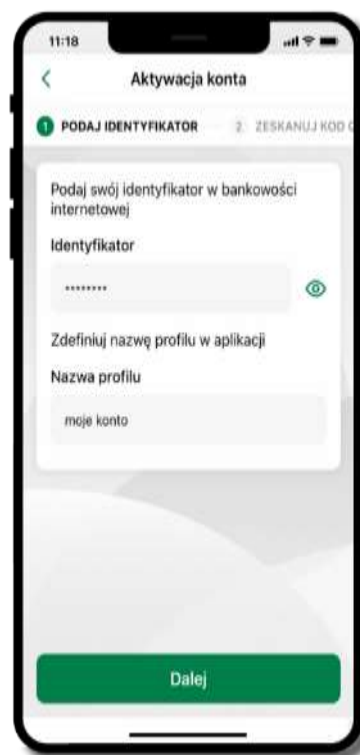 11:18
Aktywacja konta
1 PODAJ IDENTYFIKATOR 2 ZESKANUJ KOD
Podaj swój identyfikator w bankowości
internetowej
Identyfikator
••••••••
Zdefiniuj nazwę profilu w aplikacji
Nazwa profilu
moje konto
Dalej